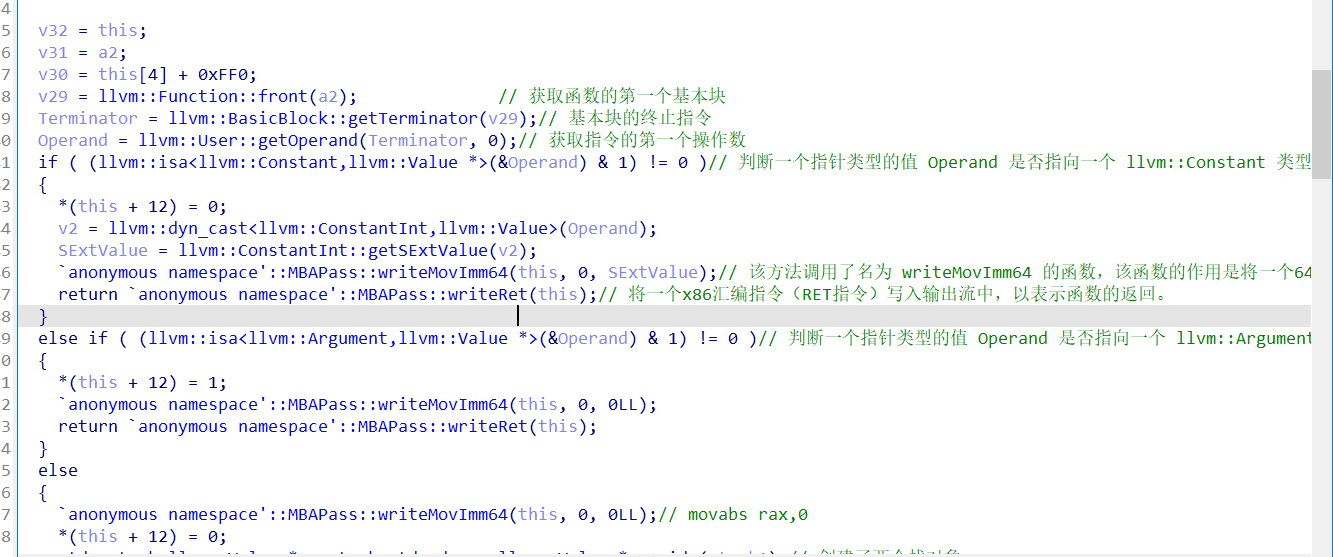 4
5 v32 = this;
6 v31 = a2;
7 v30 = this[4] + 0xFF0;
8 v29 = llvm::Function::front(a2); // 获取函数的第一个基本块
9 Terminator = llvm::BasicBlock::getTerminator(v29);// 基本块的终止指令
0 Operand = llvm::User::getOperand(Terminator, 0);// 获取指令的第一个操作数
1 if ( (llvm::isa<llvm::Constant,llvm::Value *>(&Operand) & 1) != 0 )// 判断一个指针类型的值 Operand 是否指向一个 llvm::Constant 类型
2 {
3 *(this + 12) = 0;
4 v2 = llvm::dyn_cast<llvm::ConstantInt,llvm::Value>(Operand);
5 SExtValue = llvm::ConstantInt::getSExtValue(v2);
6 `anonymous namespace'::MBAPass::writeMovImm64(this, 0, SExtValue);// 该方法调用了名为 writeMovImm64 的函数，该函数的作用是将一个64
7 return `anonymous namespace'::MBAPass::writeRet(this);// 将一个x86汇编指令（RET指令）写入输出流中，以表示函数的返回。
8 }
9 else if ( (llvm::isa<llvm::Argument,llvm::Value *>(&Operand) & 1) != 0 )// 判断一个指针类型的值 Operand 是否指向一个 llvm::Argument
0 {
1 *(this + 12) = 1;
2 `anonymous namespace'::MBAPass::writeMovImm64(this, 0, 0LL);
3 return `anonymous namespace'::MBAPass::writeRet(this);
4 }
5 else
6 {
7 `anonymous namespace'::MBAPass::writeMovImm64(this, 0, 0LL);// movabs rax,0
8 *(this + 12) = 0;